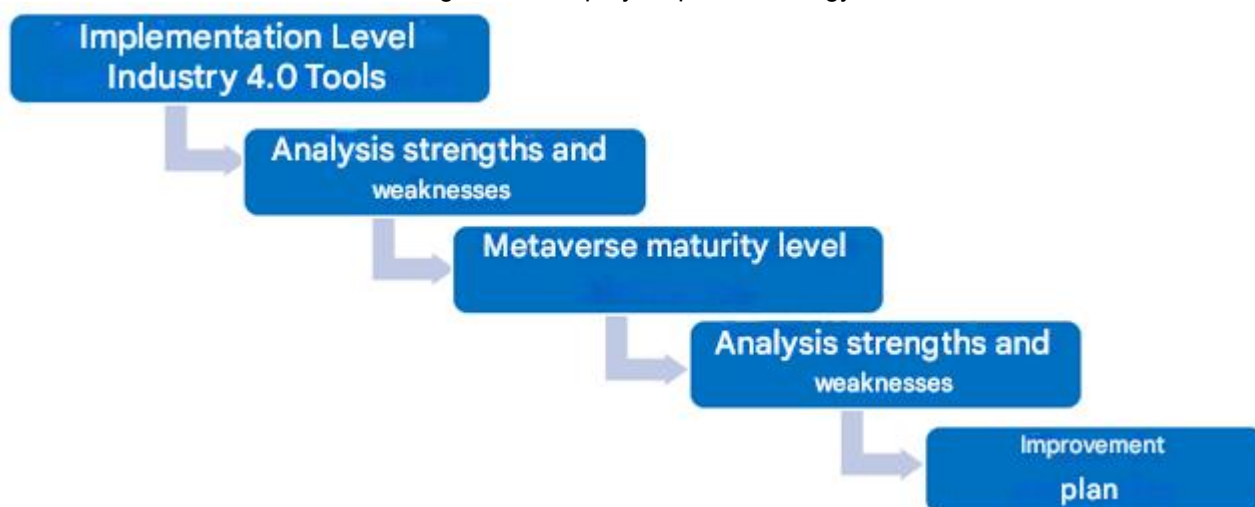 Implementation Level
Industry 4.0 Tools
Analysis strengths and
weaknesses
Metaverse maturity level
Analysis strengths and
weaknesses
Improvement
plan